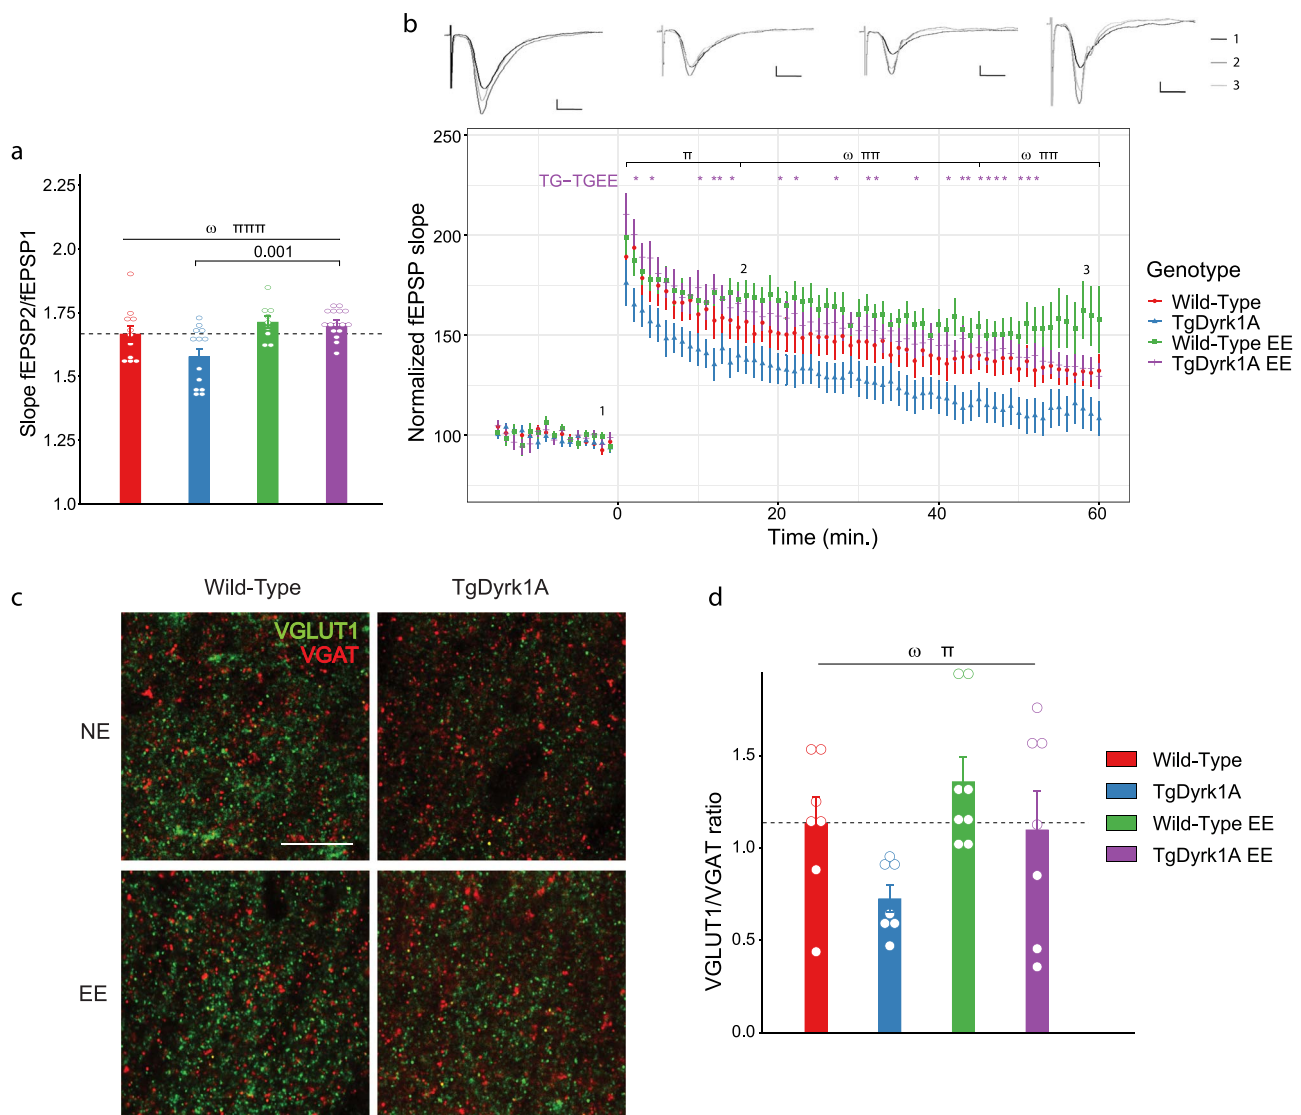 a
Slope fEPSP2/fEPSP1
2.25
2.0
1.75
1.5
1.25
1.0
ω πππ
0.001
b
1
2
3
Normalized fEPSP slope
250
200
150
100
π
ω ππ
ω ππ
TG-TGEE
* * * * * * * * * * * * * * * * * * * * *
1
2
3
0
20
40
60
Time (min.)
Genotype
Wild-Type
TgDyrk1A
Wild-Type EE
TgDyrk1A EE
c
Wild-Type
TgDyrk1A
VGLUT1
VGAT
NE
EE
d
VGLUT1/VGAT ratio
1.5
1.0
0.5
0.0
ω π
Wild-Type
TgDyrk1A
Wild-Type EE
TgDyrk1A EE